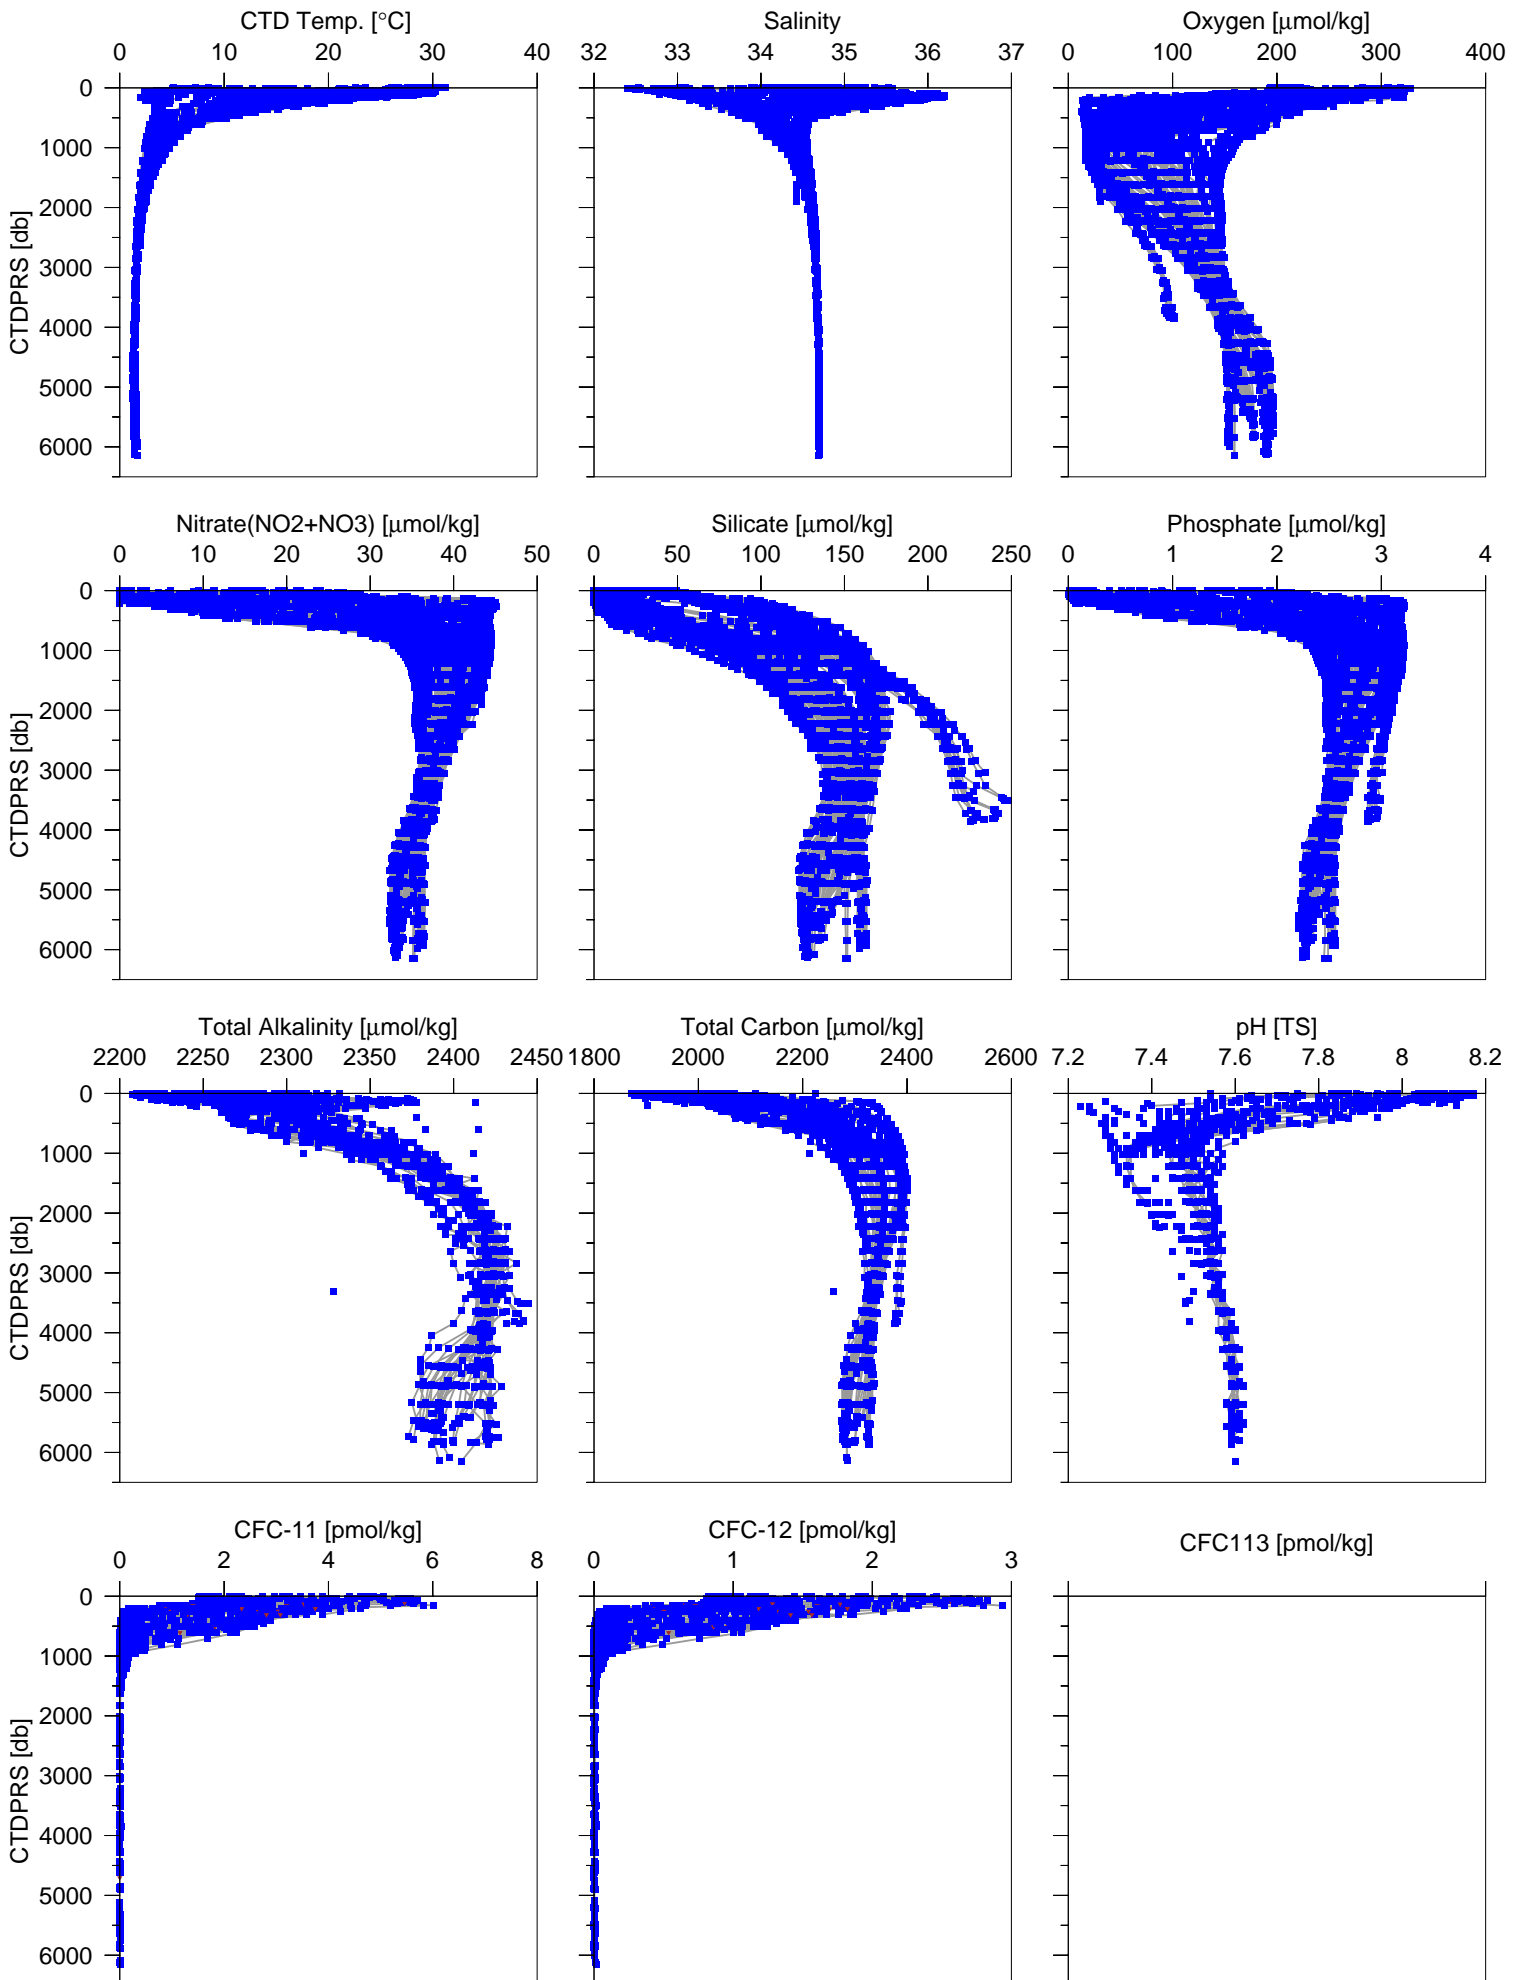 CTD Temp. [°C] Salinity Oxygen [μmol/kg]
0 10 20 30 40 32 33 34 35 36 37 0 100 200 300 400
0
1000
2000
3000
4000
5000
6000
CTDPRS [db]
Nitrate(NO2+NO3) [μmol/kg] Silicate [μmol/kg] Phosphate [μmol/kg]
0 10 20 30 40 50 0 50 100 150 200 250 0 1 2 3 4
0
1000
2000
3000
4000
5000
6000
CTDPRS [db]
Total Alkalinity [μmol/kg] Total Carbon [μmol/kg] pH [TS]
2200 2250 2300 2350 2400 2450 1800 2000 2200 2400 2600 7.2 7.4 7.6 7.8 8 8.2
0
1000
2000
3000
4000
5000
6000
CTDPRS [db]
CFC-11 [pmol/kg] CFC-12 [pmol/kg] CFC113 [pmol/kg]
0 2 4 6 8 0 1 2 3
0
1000
2000
3000
4000
5000
6000
CTDPRS [db]